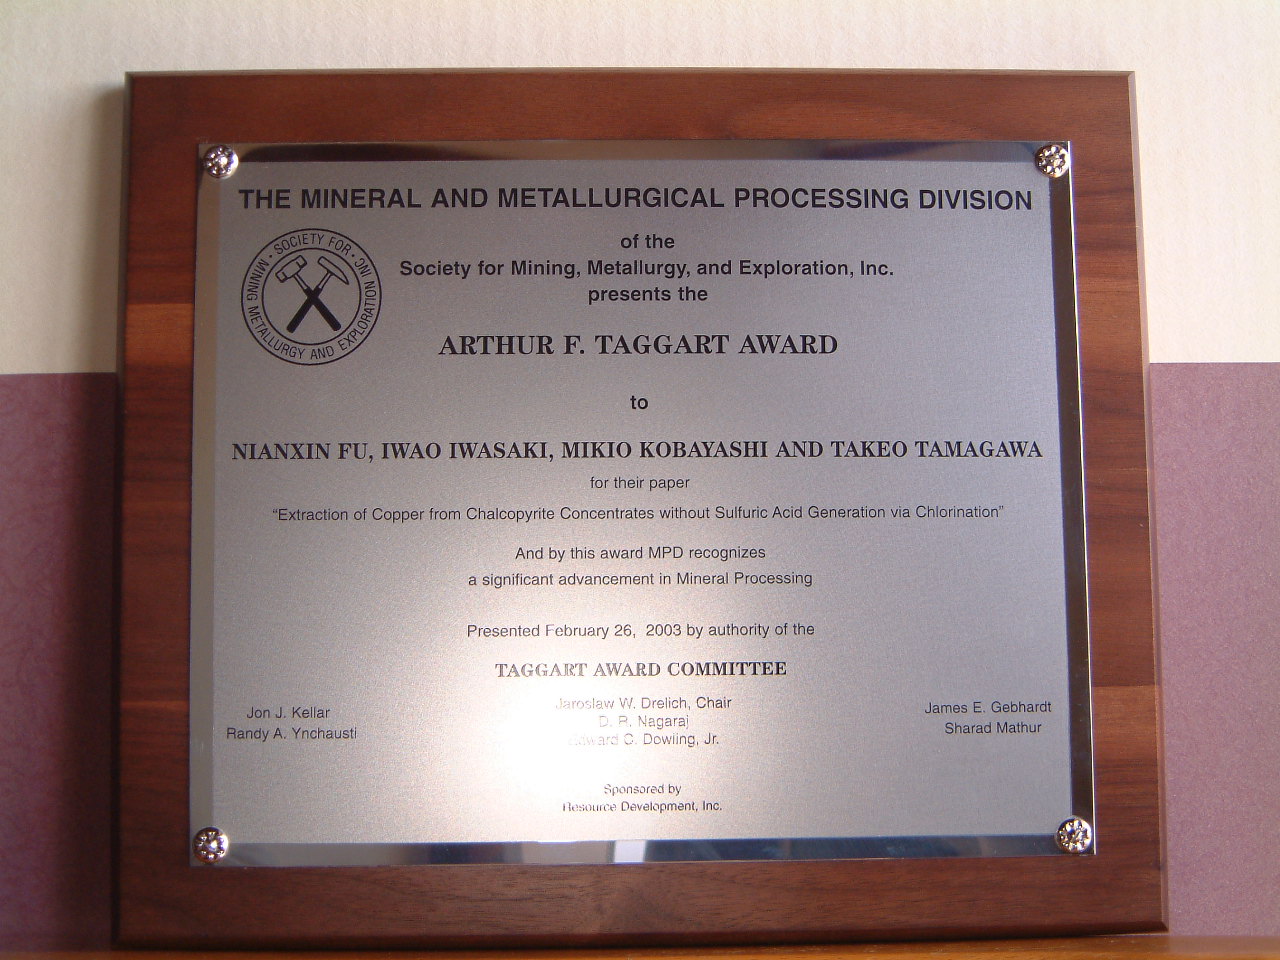 THE MINERAL AND METALLURGICAL PROCESSING DIVISION
of the
SOCIETY FOR MINING METALLURGY AND EXPLORATION INC
Society for Mining, Metallurgy, and Exploration, Inc.
presents the
ARTHUR F. TAGGART AWARD
to
NIANXIN FU, IWAO IWASAKI, MIKIO KOBAYASHI AND TAKEO TAMAGAWA
for their paper
“Extraction of Copper from Chalcopyrite Concentrates without Sulfuric Acid Generation via Chlorination”
And by this award MPD recognizes
a significant advancement in Mineral Processing
Presented February 26, 2003 by authority of the
TAGGART AWARD COMMITTEE
Jon J. Kellar
Randy A. Ynchausti
Jaroslaw W. Drelich, Chair
D. R. Nagaraj
Edward C. Dowling, Jr.
James E. Gebhardt
Sharad Mathur
Sponsored by
Resource Development, Inc.